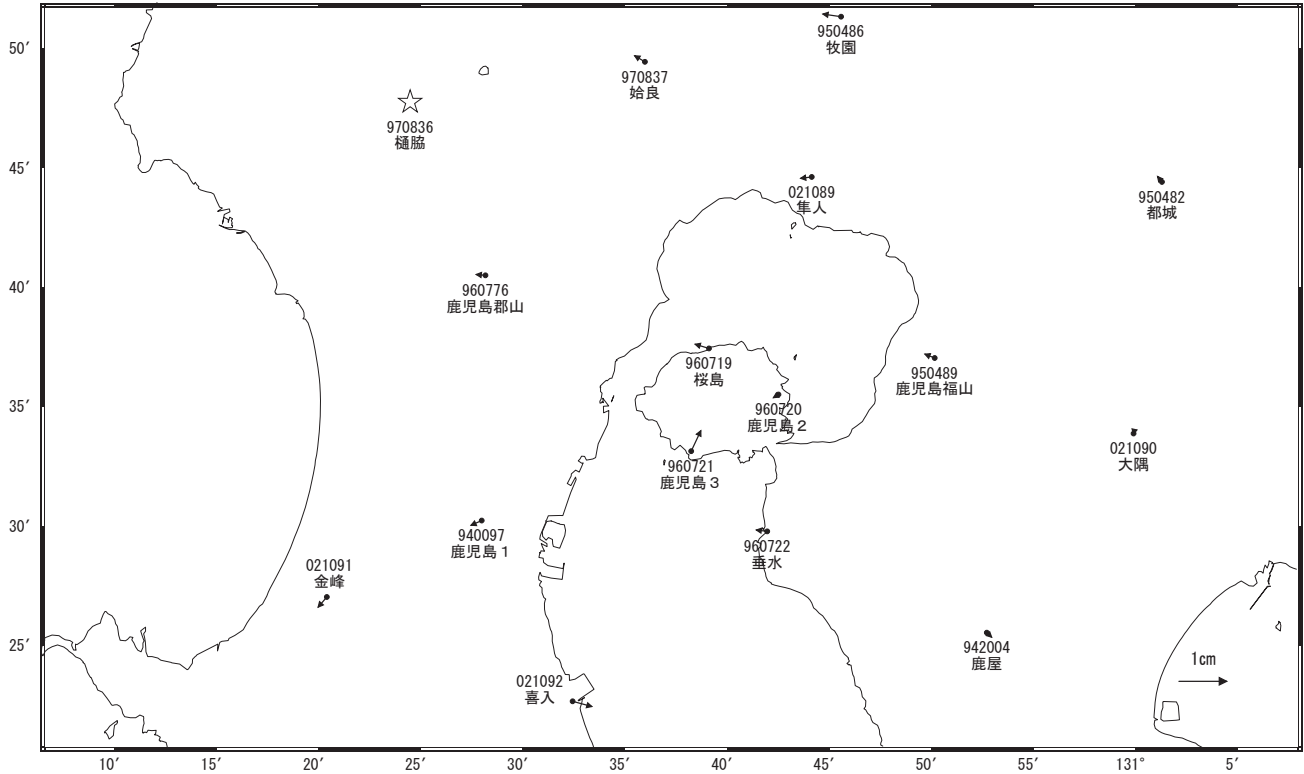 50′
45′
40′
35′
30′
25′
950486
牧園
970837
姶良
970836
樋脇
021089
隼人
950482
都城
960776
鹿児島郡山
960719
桜島
950489
鹿児島福山
960720
鹿児島２
021090
大隅
960721
鹿児島３
940097
鹿児島１
960722
垂水
021091
金峰
942004
鹿屋
1cm
021092
喜入
10′ 15′ 20′ 25′ 30′ 35′ 40′ 45′ 50′ 55′ 131° 5′